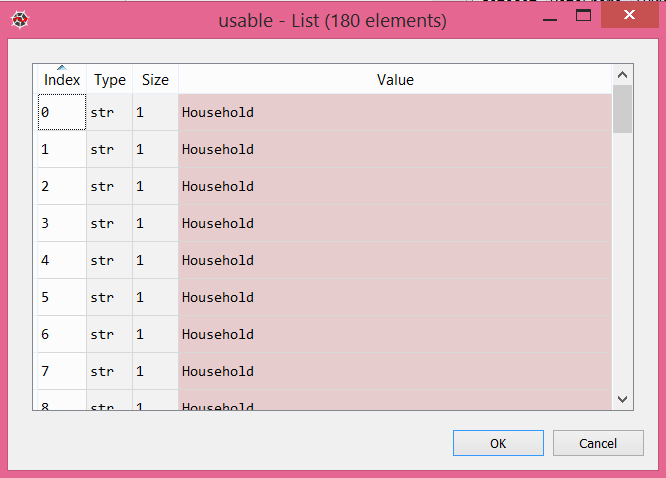 usable - List (180 elements)
Index Type Size Value
0 str 1 Household
1 str 1 Household
2 str 1 Household
3 str 1 Household
4 str 1 Household
5 str 1 Household
6 str 1 Household
7 str 1 Household
8 str 1 Household
OK Cancel